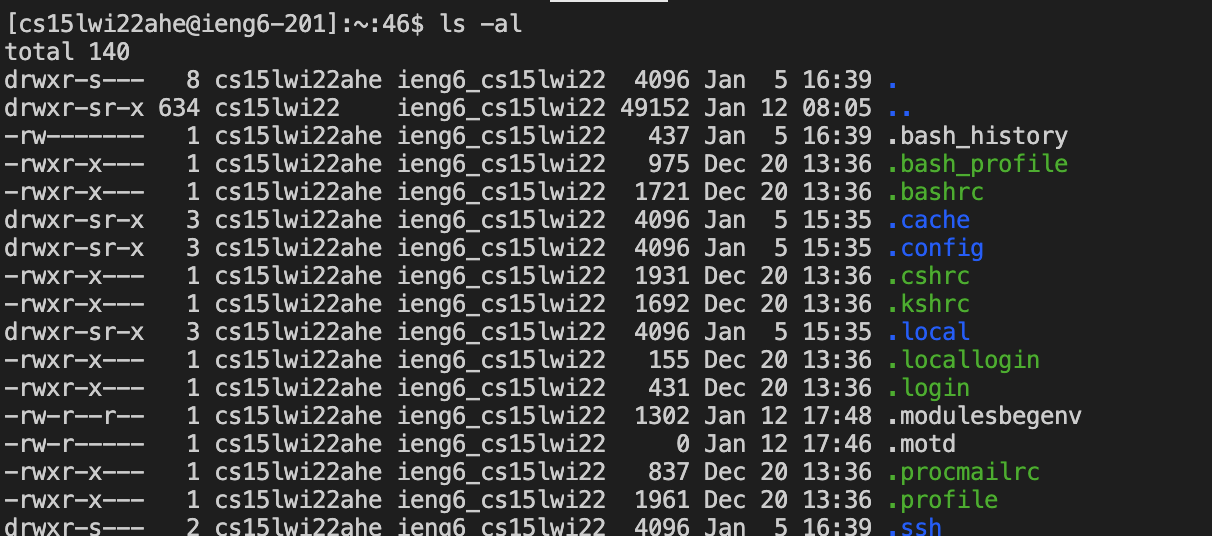 [cs15lwi22ahe@ieng6-201]:~:46$ ls -al
total 140
drwxr-s---   8 cs15lwi22ahe ieng6_cs15lwi22  4096 Jan  5 16:39 .
drwxr-sr-x 634 cs15lwi22    ieng6_cs15lwi22 49152 Jan 12 08:05 ..
-rw-------   1 cs15lwi22ahe ieng6_cs15lwi22   437 Jan  5 16:39 .bash_history
-rwxr-x---   1 cs15lwi22ahe ieng6_cs15lwi22   975 Dec 20 13:36 .bash_profile
-rwxr-x---   1 cs15lwi22ahe ieng6_cs15lwi22  1721 Dec 20 13:36 .bashrc
drwxr-sr-x   3 cs15lwi22ahe ieng6_cs15lwi22  4096 Jan  5 15:35 .cache
drwxr-sr-x   3 cs15lwi22ahe ieng6_cs15lwi22  4096 Jan  5 15:35 .config
-rwxr-x---   1 cs15lwi22ahe ieng6_cs15lwi22  1931 Dec 20 13:36 .cshrc
-rwxr-x---   1 cs15lwi22ahe ieng6_cs15lwi22  1692 Dec 20 13:36 .kshrc
drwxr-sr-x   3 cs15lwi22ahe ieng6_cs15lwi22  4096 Jan  5 15:35 .local
-rwxr-x---   1 cs15lwi22ahe ieng6_cs15lwi22   155 Dec 20 13:36 .locallogin
-rwxr-x---   1 cs15lwi22ahe ieng6_cs15lwi22   431 Dec 20 13:36 .login
-rw-r--r--   1 cs15lwi22ahe ieng6_cs15lwi22  1302 Jan 12 17:48 .modulesbegenv
-rw-r-----   1 cs15lwi22ahe ieng6_cs15lwi22     0 Jan 12 17:46 .motd
-rwxr-x---   1 cs15lwi22ahe ieng6_cs15lwi22   837 Dec 20 13:36 .procmailrc
-rwxr-x---   1 cs15lwi22ahe ieng6_cs15lwi22  1961 Dec 20 13:36 .profile
drwxr-s---   2 cs15lwi22ahe ieng6_cs15lwi22  4096 Jan  5 16:39 .ssh